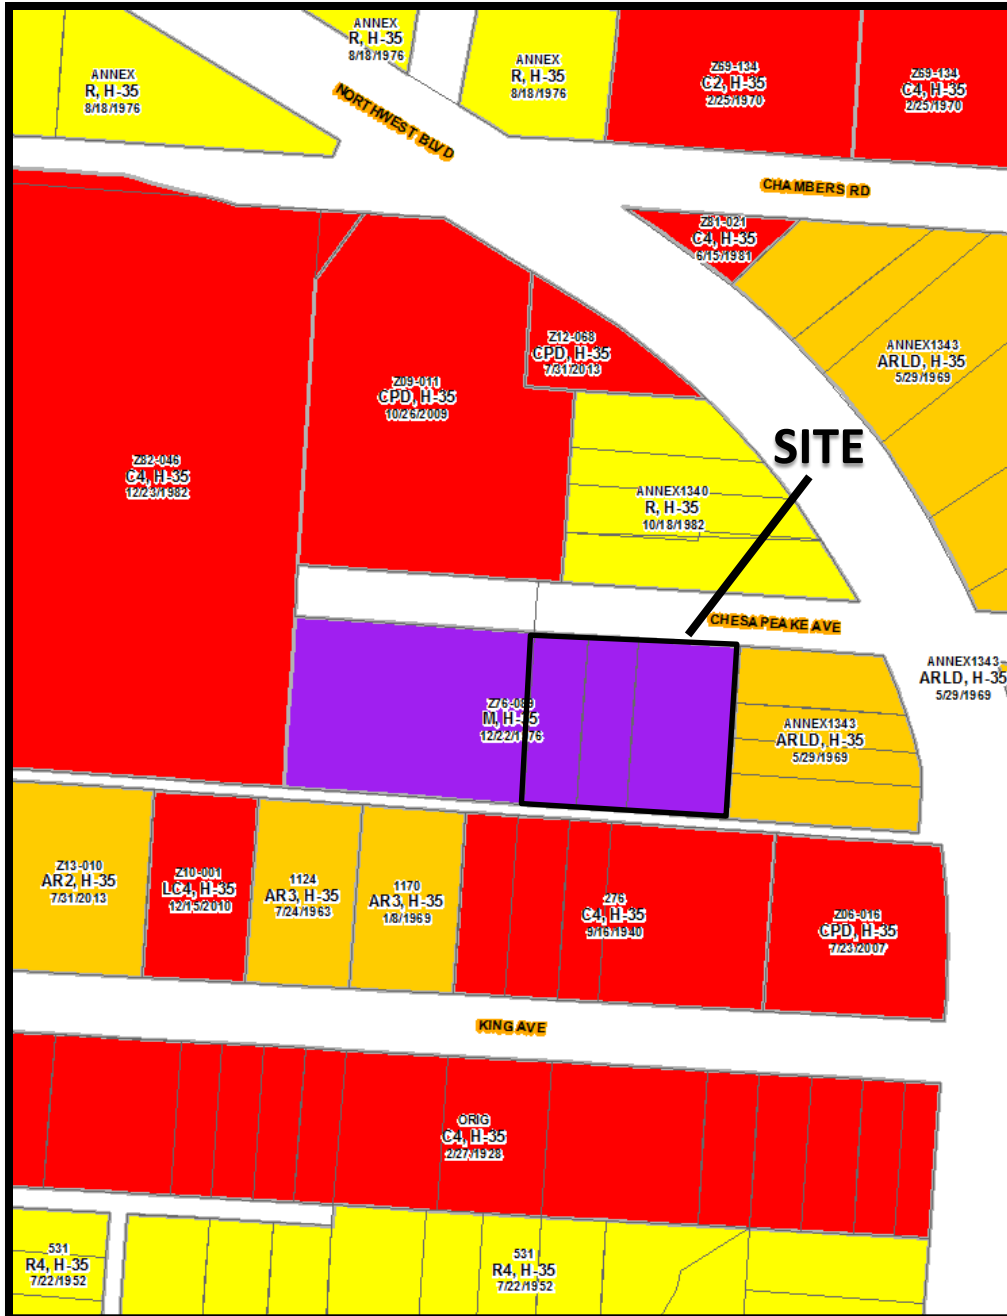 ANNEX
R, H-35
8/18/1976
ANNEX
R, H-35
8/18/1976
ANNEX
R, H-35
8/18/1976
Z69-134
C2, H-35
2/25/1970
Z69-134
C4, H-35
2/25/1970
NORTHWEST BLVD
CHAMBERS RD
Z81-021
C4, H-35
6/15/1981
Z12-068
CPD, H-35
7/31/2013
ANNEX1343
ARLD, H-35
5/29/1969
Z09-011
CPD, H-35
10/26/2009
SITE
Z82-046
C4, H-35
12/23/1982
ANNEX1340
R, H-35
10/18/1982
CHESAPEAKE AVE
ANNEX1343
ARLD, H-35
5/29/1969
Z76-089
M, H-35
12/22/1976
ANNEX1343
ARLD, H-35
5/29/1969
Z13-010
AR2, H-35
7/31/2013
Z10-001
LC4, H-35
12/15/2010
1124
AR3, H-35
7/24/1963
1170
AR3, H-35
1/8/1969
276
C4, H-35
9/16/1940
Z06-016
CPD, H-35
7/23/2007
KING AVE
ORIG
C4, H-35
2/27/1928
531
R4, H-35
7/22/1952
531
R4, H-35
7/22/1952